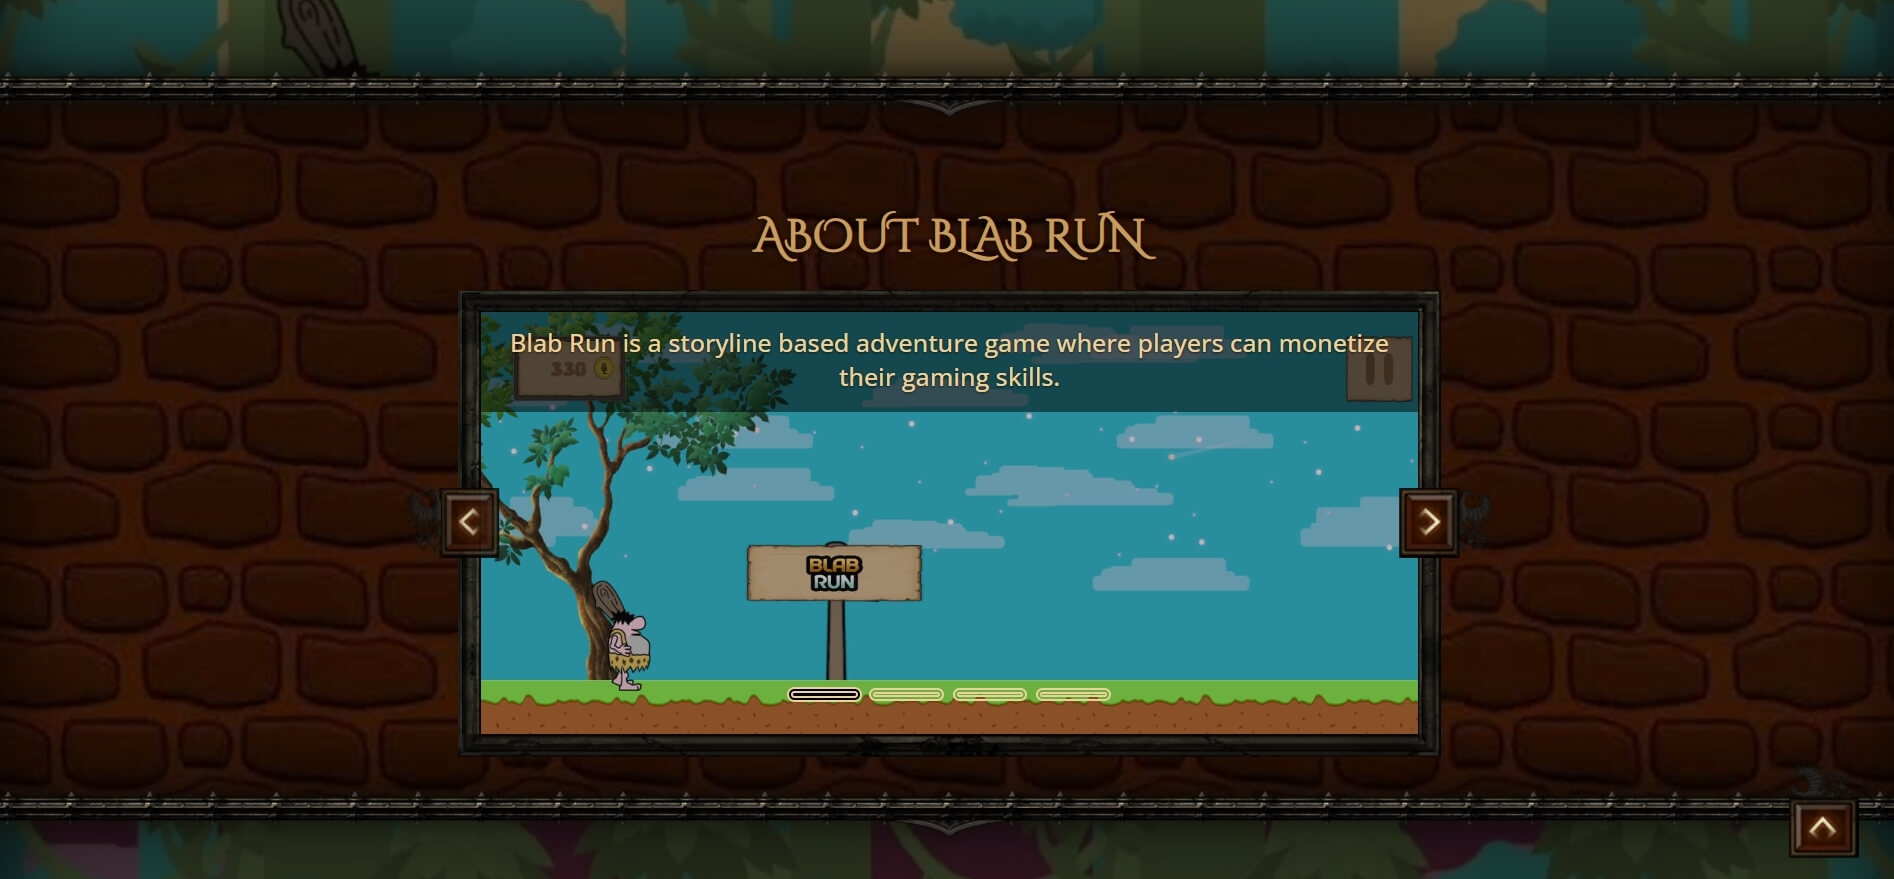 ABOUT BLAB RUN
Blab Run is a storyline based adventure game where players can monetize
their gaming skills.
330
BLAB
RUN